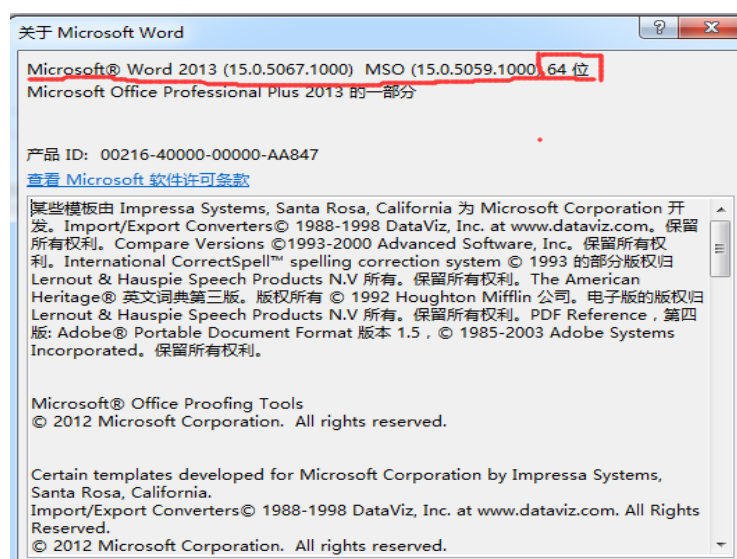 关于 Microsoft Word
Microsoft® Word 2013 (15.0.5067.1000)  MSO (15.0.5059.1000) 64 位
Microsoft Office Professional Plus 2013 的一部分
产品 ID:  00216-40000-00000-AA847
查看 Microsoft 软件许可条款
某些模板由 Impressa Systems, Santa Rosa, California 为 Microsoft Corporation 开
发。Import/Export Converters© 1988-1998 DataViz, Inc. at www.dataviz.com。保留
所有权利。Compare Versions ©1993-2000 Advanced Software, Inc。保留所有权
利。International CorrectSpell™ spelling correction system © 1993 的部分版权归
Lernout & Hauspie Speech Products N.V 所有。保留所有权利。The American
Heritage® 英文词典第三版。版权所有 © 1992 Houghton Mifflin 公司。电子版的版权归
Lernout & Hauspie Speech Products N.V 所有。保留所有权利。PDF Reference，第四
版: Adobe® Portable Document Format 版本 1.5，© 1985-2003 Adobe Systems
Incorporated。保留所有权利。
Microsoft® Office Proofing Tools
© 2012 Microsoft Corporation.  All rights reserved.
Certain templates developed for Microsoft Corporation by Impressa Systems,
Santa Rosa, California.
Import/Export Converters© 1988-1998 DataViz, Inc. at www.dataviz.com. All Rights
Reserved.
© 2012 Microsoft Corporation. All rights reserved.